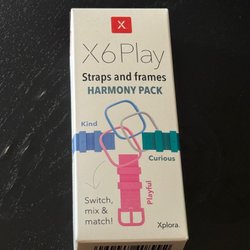 X
X6Play
Straps and frames
HARMONY PACK
Kind
Curious
Playful
Switch,
mix &
match!
Xplora.